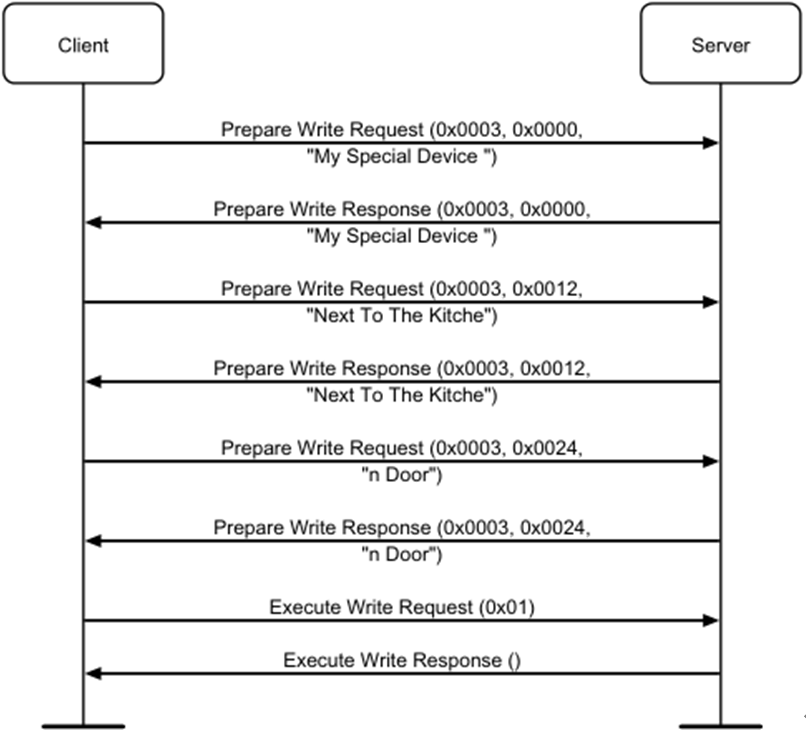 Client
Server
Prepare Write Request (0x0003, 0x0000,
"My Special Device ")
Prepare Write Response (0x0003, 0x0000,
"My Special Device ")
Prepare Write Request (0x0003, 0x0012,
"Next To The Kitche")
Prepare Write Response (0x0003, 0x0012,
"Next To The Kitche")
Prepare Write Request (0x0003, 0x0024,
"n Door")
Prepare Write Response (0x0003, 0x0024,
"n Door")
Execute Write Request (0x01)
Execute Write Response ()